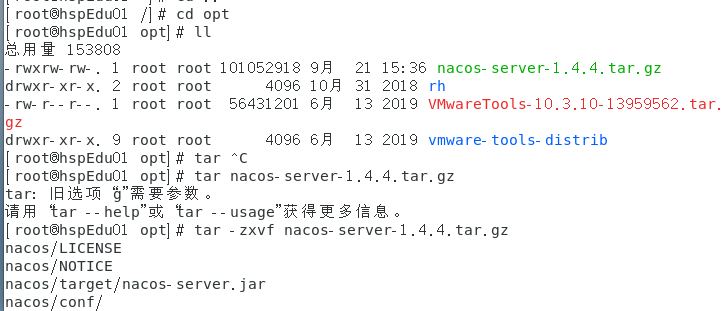 [root@hspEdu01 /]# cd opt
[root@hspEdu01 opt]# ll
总用量 153808
-rwxrw-rw-. 1 root root 101052918 9月  21 15:36 nacos-server-1.4.4.tar.gz
drwxr-xr-x. 2 root root      4096 10月 31 2018 rh
-rw-r--r--. 1 root root  56431201 6月  13 2019 VMwareTools-10.3.10-13959562.tar.
gz
drwxr-xr-x. 9 root root      4096 6月  13 2019 vmware-tools-distrib
[root@hspEdu01 opt]# tar ^C
[root@hspEdu01 opt]# tar nacos-server-1.4.4.tar.gz
tar: 旧选项“g”需要参数。
请用“tar --help”或“tar --usage”获得更多信息。
[root@hspEdu01 opt]# tar -zxvf nacos-server-1.4.4.tar.gz
nacos/LICENSE
nacos/NOTICE
nacos/target/nacos-server.jar
nacos/conf/